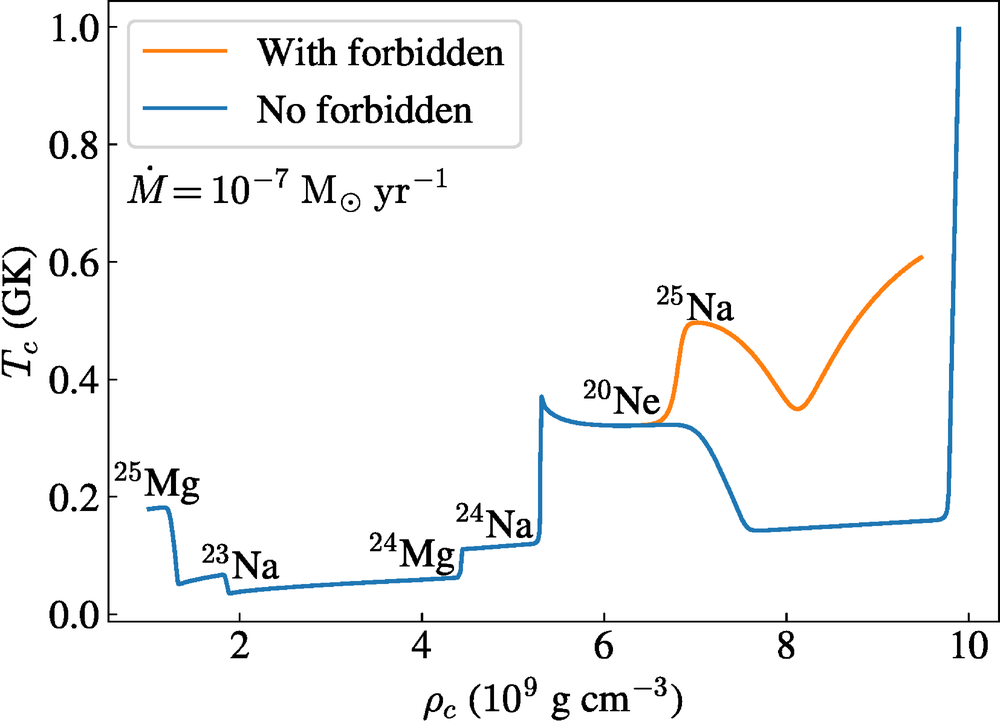 1.0
With forbidden
No forbidden
0.8
Ṁ = 10⁻⁷ M⊙ yr⁻¹
0.6
²⁵Na
0.4
²⁰Ne
²⁵Mg
0.2
²⁴Na
²⁴Mg
²³Na
0.0
T_c (GK)
2 4 6 8 10
ρ_c (10⁹ g cm⁻³)